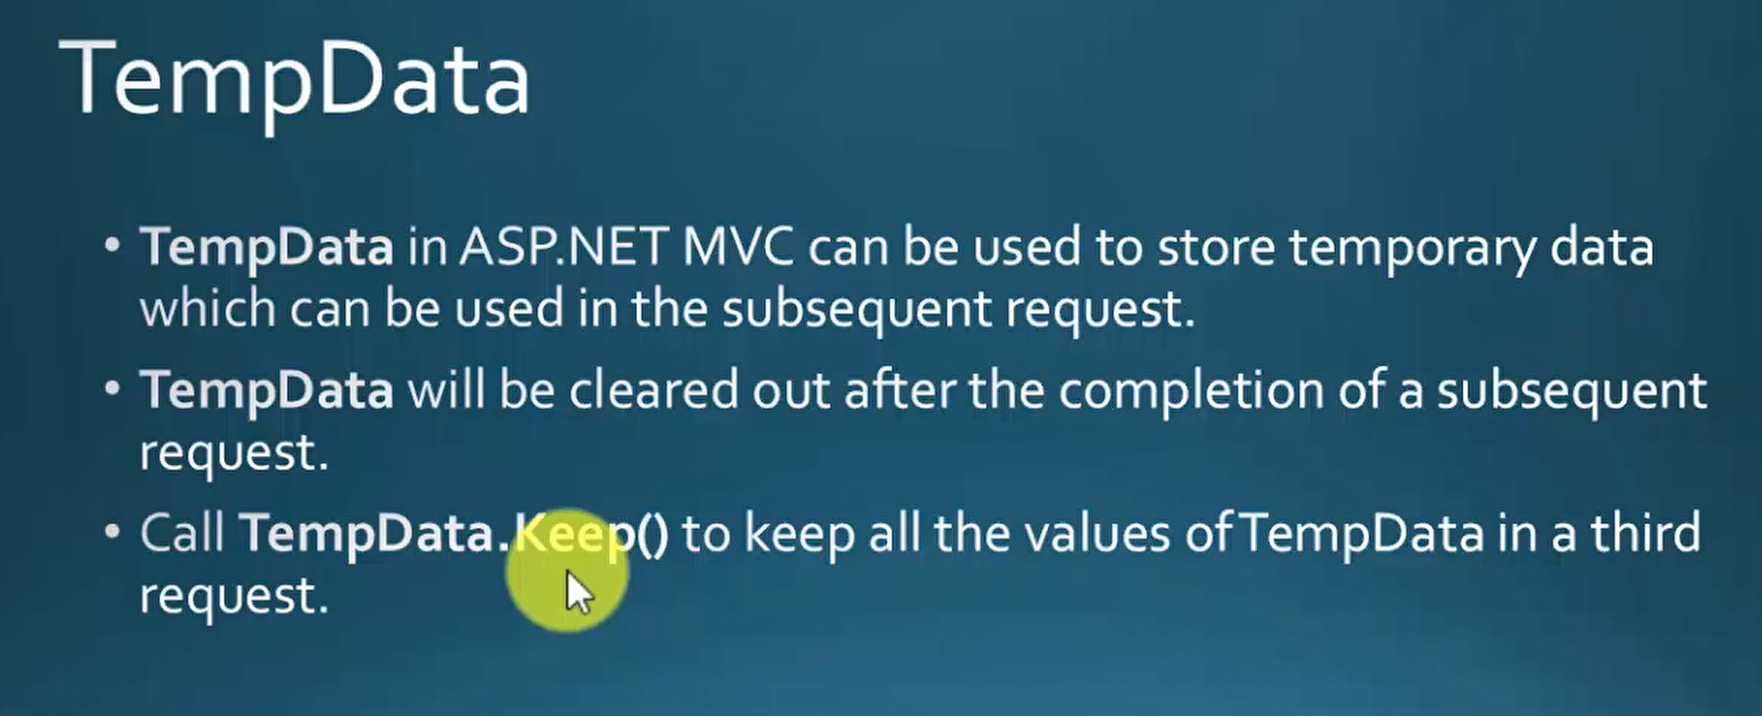 TempData
• TempData in ASP.NET MVC can be used to store temporary data
which can be used in the subsequent request.
• TempData will be cleared out after the completion of a subsequent
request.
• Call TempData.Keep() to keep all the values of TempData in a third
request.